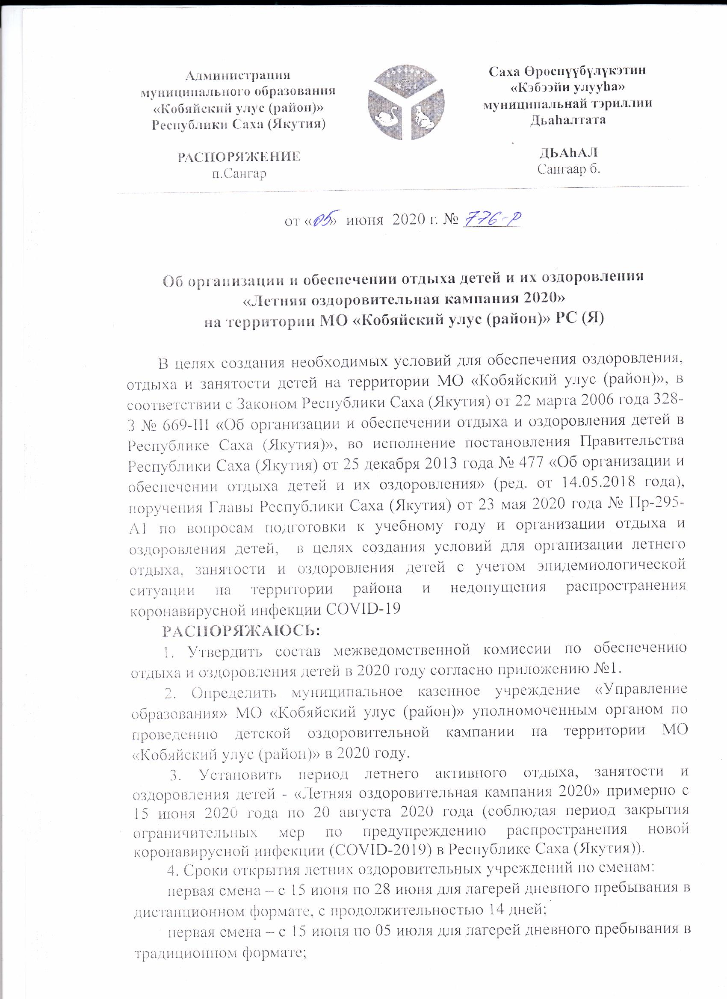 Администрация
муниципального образования
«Кобяйский улус (район)»
Республики Саха (Якутия)
РАСПОРЯЖЕНИЕ
п.Сангар
Саха Өрөспүүбүлүкэтин
«Кэбээйи улууһа»
муниципальнай тэриллии
Дьаһалтата
ДЬАһАЛ
Сангаар б.
от «05» июня 2020 г. № 776-р
Об организации и обеспечении отдыха детей и их оздоровления
«Летняя оздоровительная кампания 2020»
на территории МО «Кобяйский улус (район)» РС (Я)
В целях создания необходимых условий для обеспечения оздоровления,
отдыха и занятости детей на территории МО «Кобяйский улус (район)», в
соответствии с Законом Республики Саха (Якутия) от 22 марта 2006 года 328-
З № 669-III «Об организации и обеспечении отдыха и оздоровления детей в
Республике Саха (Якутия)», во исполнение постановления Правительства
Республики Саха (Якутия) от 25 декабря 2013 года № 477 «Об организации и
обеспечении отдыха детей и их оздоровления» (ред. от 14.05.2018 года),
поручения Главы Республики Саха (Якутия) от 23 мая 2020 года № Пр-295-
А1 по вопросам подготовки к учебному году и организации отдыха и
оздоровления детей, в целях создания условий для организации летнего
отдыха, занятости и оздоровления детей с учетом эпидемиологической
ситуации на территории района и недопущения распространения
коронавирусной инфекции COVID-19
РАСПОРЯЖАЮСЬ:
1. Утвердить состав межведомственной комиссии по обеспечению
отдыха и оздоровления детей в 2020 году согласно приложению №1.
2. Определить муниципальное казенное учреждение «Управление
образования» МО «Кобяйский улус (район)» уполномоченным органом по
проведению детской оздоровительной кампании на территории МО
«Кобяйский улус (район)» в 2020 году.
3. Установить период летнего активного отдыха, занятости и
оздоровления детей - «Летняя оздоровительная кампания 2020» примерно с
15 июня 2020 года по 20 августа 2020 года (соблюдая период закрытия
ограничительных мер по предупреждению распространения новой
коронавирусной инфекции (COVID-2019) в Республике Саха (Якутия)).
4. Сроки открытия летних оздоровительных учреждений по сменам:
первая смена – с 15 июня по 28 июня для лагерей дневного пребывания в
дистанционном формате, с продолжительностью 14 дней;
первая смена – с 15 июня по 05 июля для лагерей дневного пребывания в
традиционном формате;